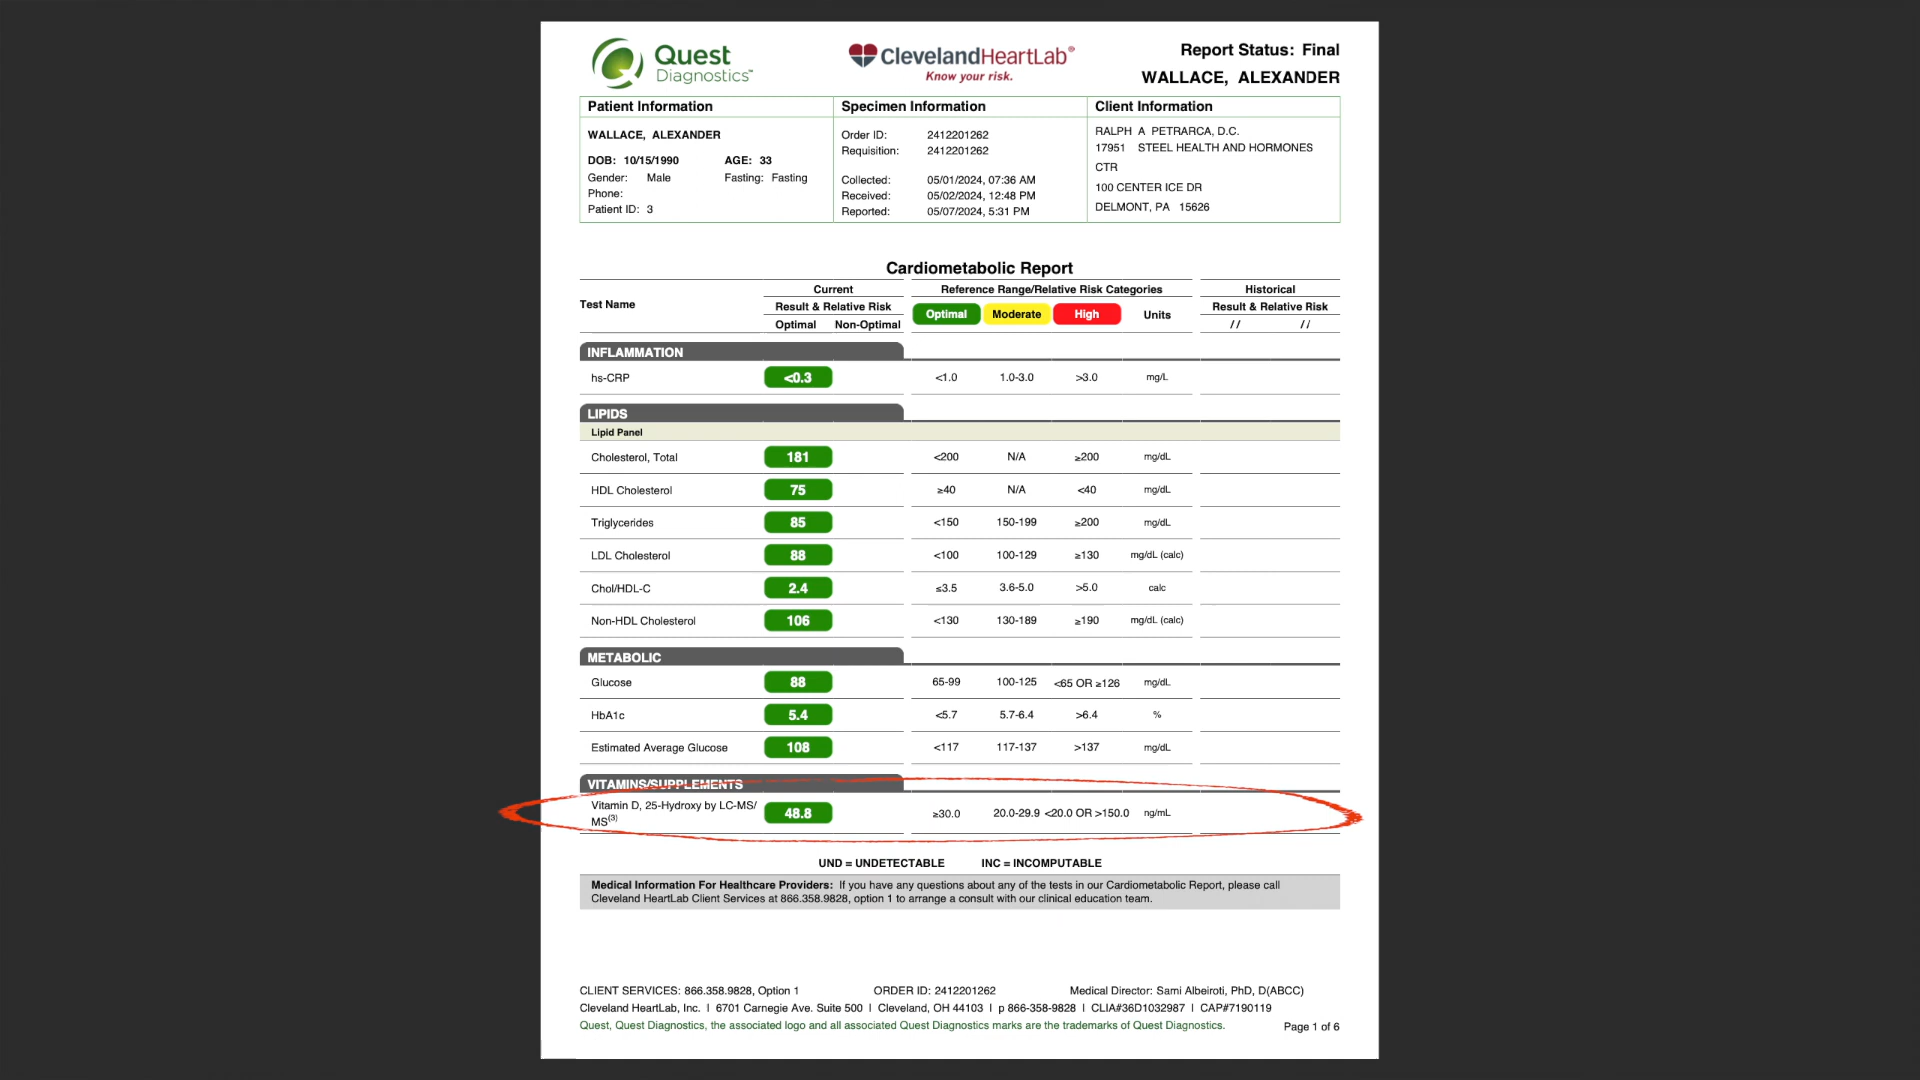 Quest
Diagnostics™
ClevelandHeartLab®
Know your risk.
Report Status: Final
WALLACE, ALEXANDER
Patient Information
WALLACE, ALEXANDER
DOB: 10/15/1990 AGE: 33
Gender: Male Fasting: Fasting
Phone:
Patient ID: 3
Specimen Information
Order ID: 2412201262
Requisition: 2412201262
Collected: 05/01/2024, 07:36 AM
Received: 05/02/2024, 12:48 PM
Reported: 05/07/2024, 5:31 PM
Client Information
RALPH A PETRARCA, D.C.
17951 STEEL HEALTH AND HORMONES
CTR
100 CENTER ICE DR
DELMONT, PA 15626
Cardiometabolic Report
Current Reference Range/Relative Risk Categories Historical
Test Name Result & Relative Risk Optimal Moderate High Units Result & Relative Risk
Optimal Non-Optimal // //
INFLAMMATION
hs-CRP <0.3 <1.0 1.0-3.0 >3.0 mg/L
LIPIDS
Lipid Panel
Cholesterol, Total 181 <200 N/A ≥200 mg/dL
HDL Cholesterol 75 ≥40 N/A <40 mg/dL
Triglycerides 85 <150 150-199 ≥200 mg/dL
LDL Cholesterol 88 <100 100-129 ≥130 mg/dL (calc)
Chol/HDL-C 2.4 ≤3.5 3.6-5.0 >5.0 calc
Non-HDL Cholesterol 106 <130 130-189 ≥190 mg/dL (calc)
METABOLIC
Glucose 88 65-99 100-125 <65 OR ≥126 mg/dL
HbA1c 5.4 <5.7 5.7-6.4 >6.4 %
Estimated Average Glucose 108 <117 117-137 >137 mg/dL
VITAMINS/SUPPLEMENTS
Vitamin D, 25-Hydroxy by LC-MS/
MS(3) 48.8 ≥30.0 20.0-29.9 <20.0 OR >150.0 ng/mL
UND = UNDETECTABLE INC = INCOMPUTABLE
Medical Information For Healthcare Providers: If you have any questions about any of the tests in our Cardiometabolic Report, please call
Cleveland HeartLab Client Services at 866.358.9828, option 1 to arrange a consult with our clinical education team.
CLIENT SERVICES: 866.358.9828, Option 1 ORDER ID: 2412201262 Medical Director: Sami Albeiroti, PhD, D(ABCC)
Cleveland HeartLab, Inc. | 6701 Carnegie Ave. Suite 500 | Cleveland, OH 44103 | p 866-358-9828 | CLIA#36D1032987 | CAP#7190119
Quest, Quest Diagnostics, the associated logo and all associated Quest Diagnostics marks are the trademarks of Quest Diagnostics. Page 1 of 6